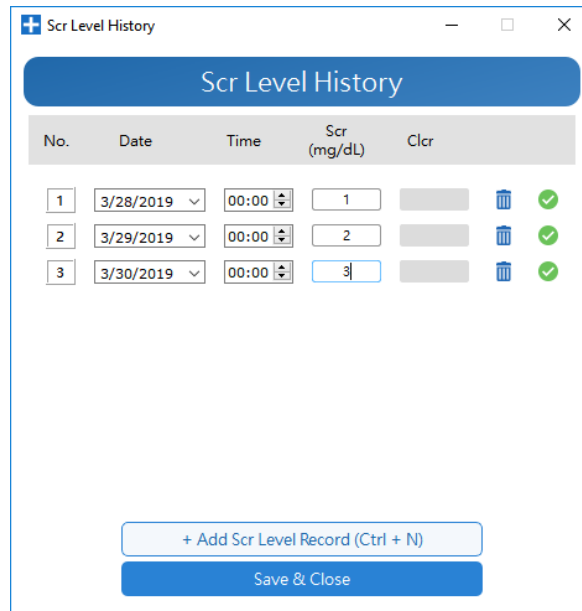 Scr Level History
Scr Level History
No. Date Time Scr (mg/dL) Clcr
1 3/28/2019 00:00 1
2 3/29/2019 00:00 2
3 3/30/2019 00:00 3
+ Add Scr Level Record (Ctrl + N)
Save & Close